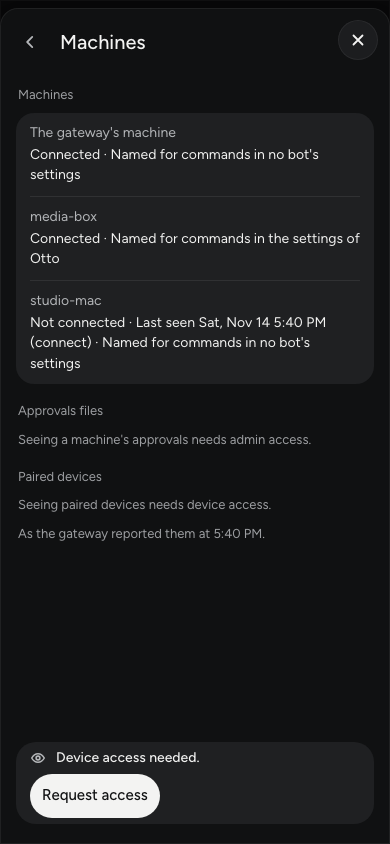 Machines
Machines
The gateway's machine
Connected · Named for commands in no bot's
settings
media-box
Connected · Named for commands in the settings of
Otto
studio-mac
Not connected · Last seen Sat, Nov 14 5:40 PM
(connect) · Named for commands in no bot's
settings
Approvals files
Seeing a machine's approvals needs admin access.
Paired devices
Seeing paired devices needs device access.
As the gateway reported them at 5:40 PM.
Device access needed.
Request access